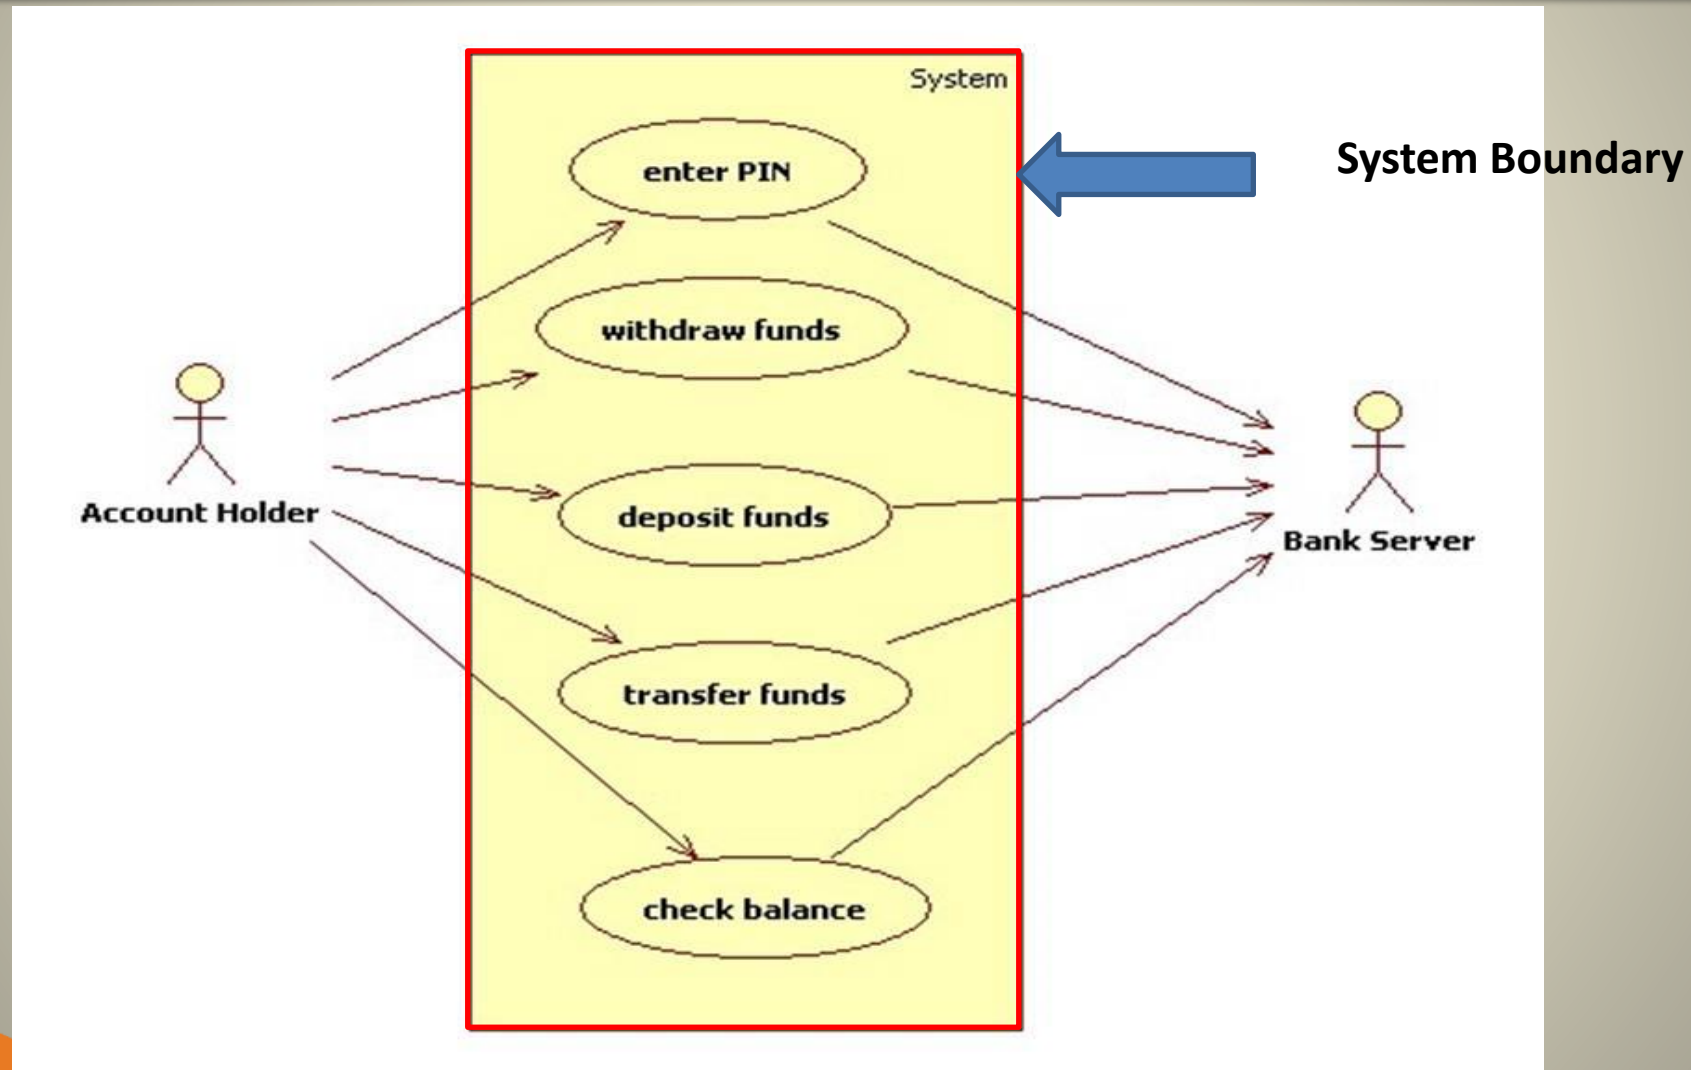 System
enter PIN
System Boundary
withdraw funds
Account Holder
deposit funds
Bank Server
transfer funds
check balance